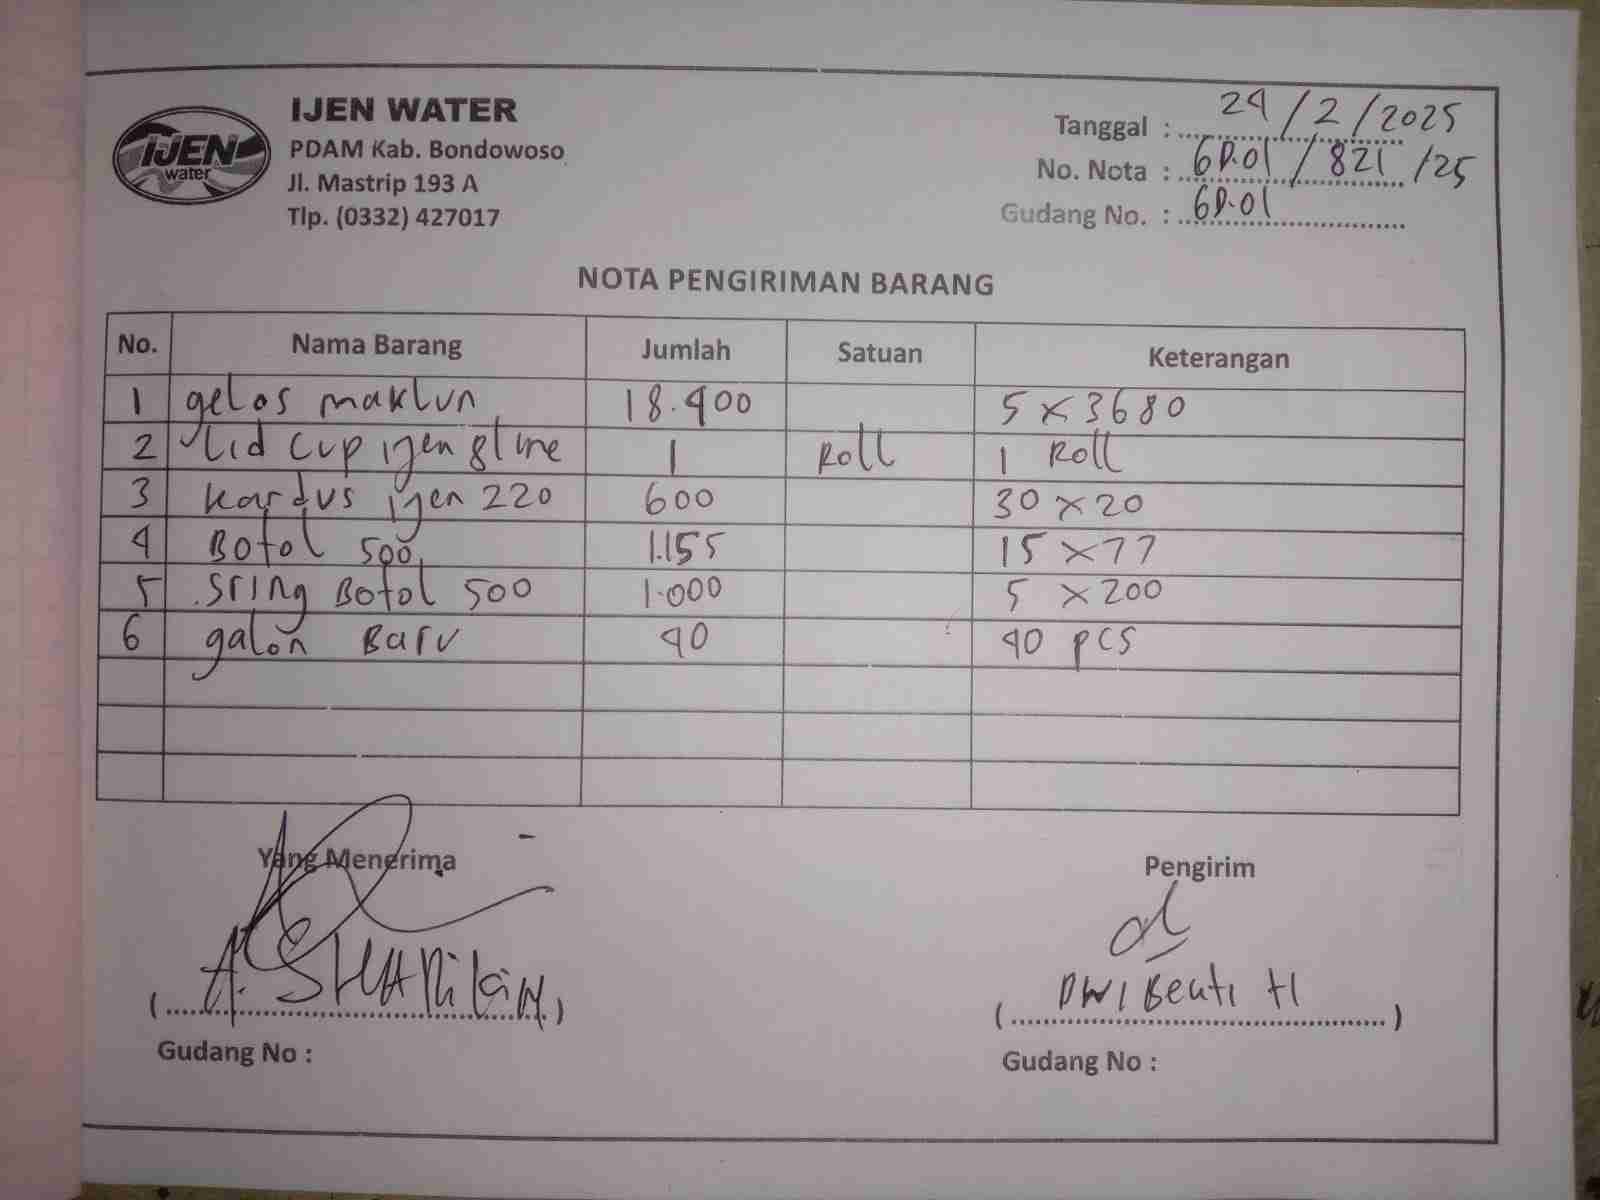 IJEN WATER
PDAM Kab. Bondowoso
Jl. Mastrip 193 A
Tlp. (0332) 427017
IJEN
water
Tanggal : 24/2/2025
No. Nota : GD.01/821/25
Gudang No. : GD.01
NOTA PENGIRIMAN BARANG
No. Nama Barang Jumlah Satuan Keterangan
1 gelas maklun 18.400 5 x 3680
2 Lid cup ijen 8 line 1 Roll 1 Roll
3 kardus ijen 220 600 30 x 20
4 Botol 500 1.155 15 x 77
5 Sring Botol 500 1.000 5 x 200
6 galon Baru 40 40 pcs
Yang Menerima Pengirim
(A. SHARikiN) (DWI H)
Gudang No : Gudang No :